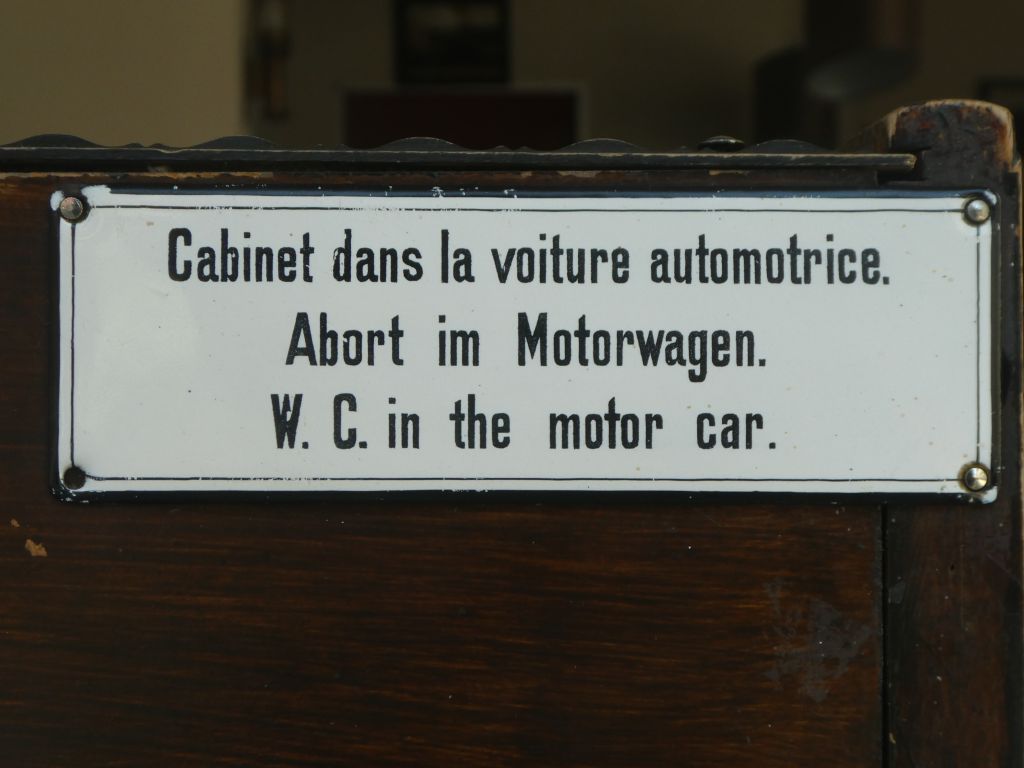 Cabinet dans la voiture automotrice.
Abort im Motorwagen.
W. C. in the motor car.